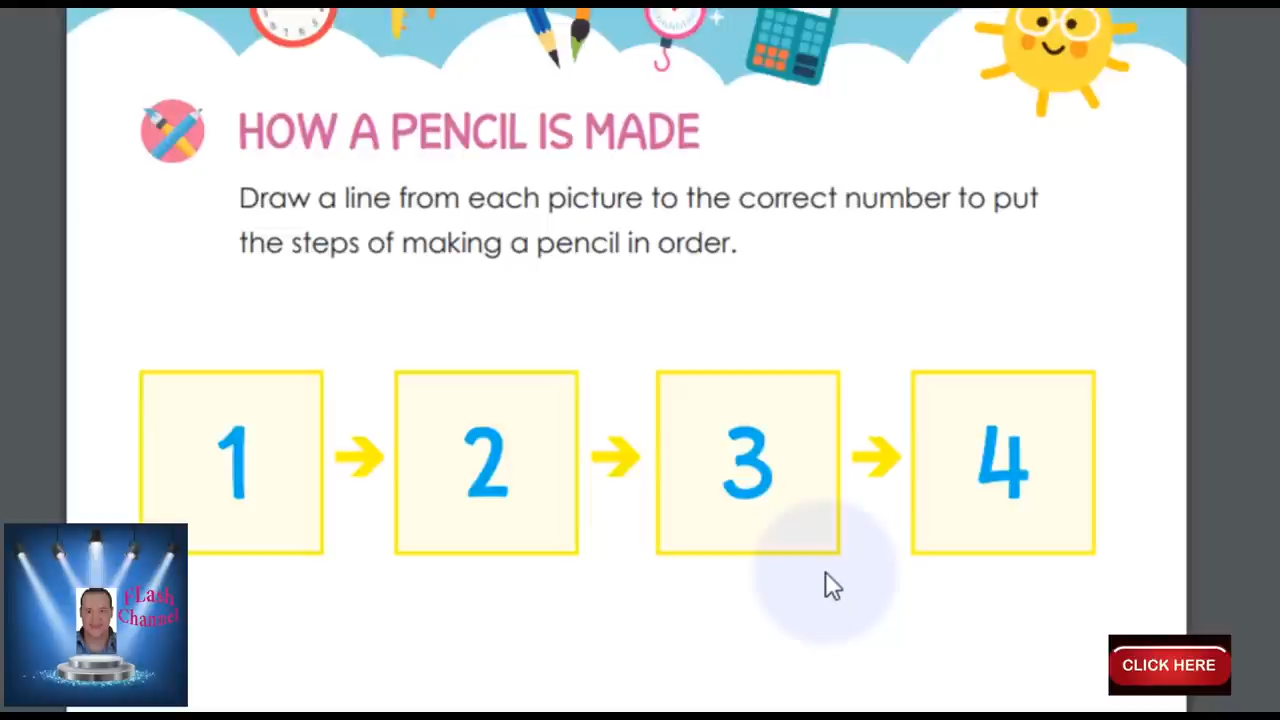 HOW A PENCIL IS MADE
Draw a line from each picture to the correct number to put
the steps of making a pencil in order.
1 2 3 4
fLash
Channel
CLICK HERE